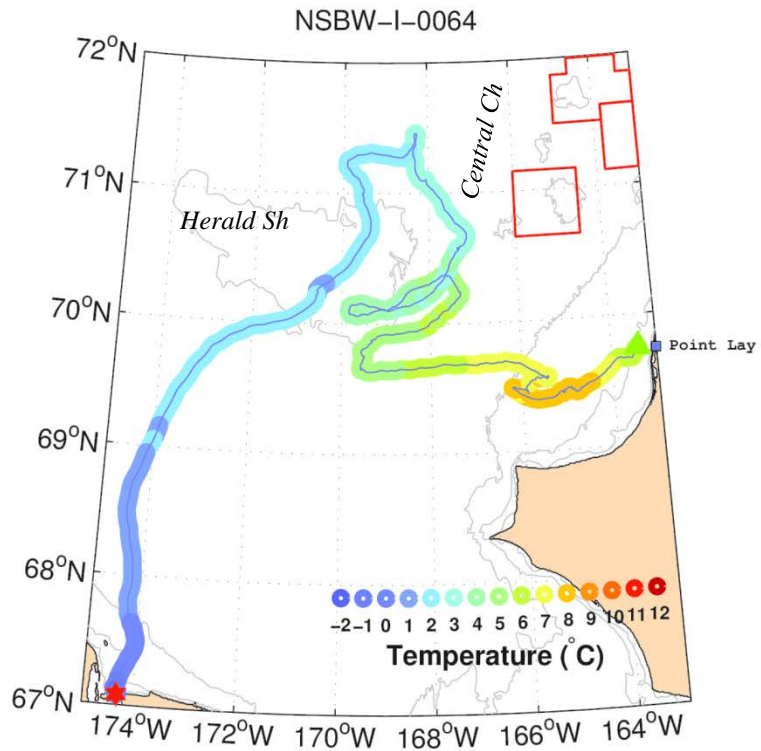 NSBW−I−0064
72°N
Central Ch
71°N
Herald Sh
70°N
Point Lay
69°N
68°N
−2 −1 0 1 2 3 4 5 6 7 8 9 10 11 12
Temperature (°C)
67°N
174°W 172°W 170°W 168°W 166°W 164°W